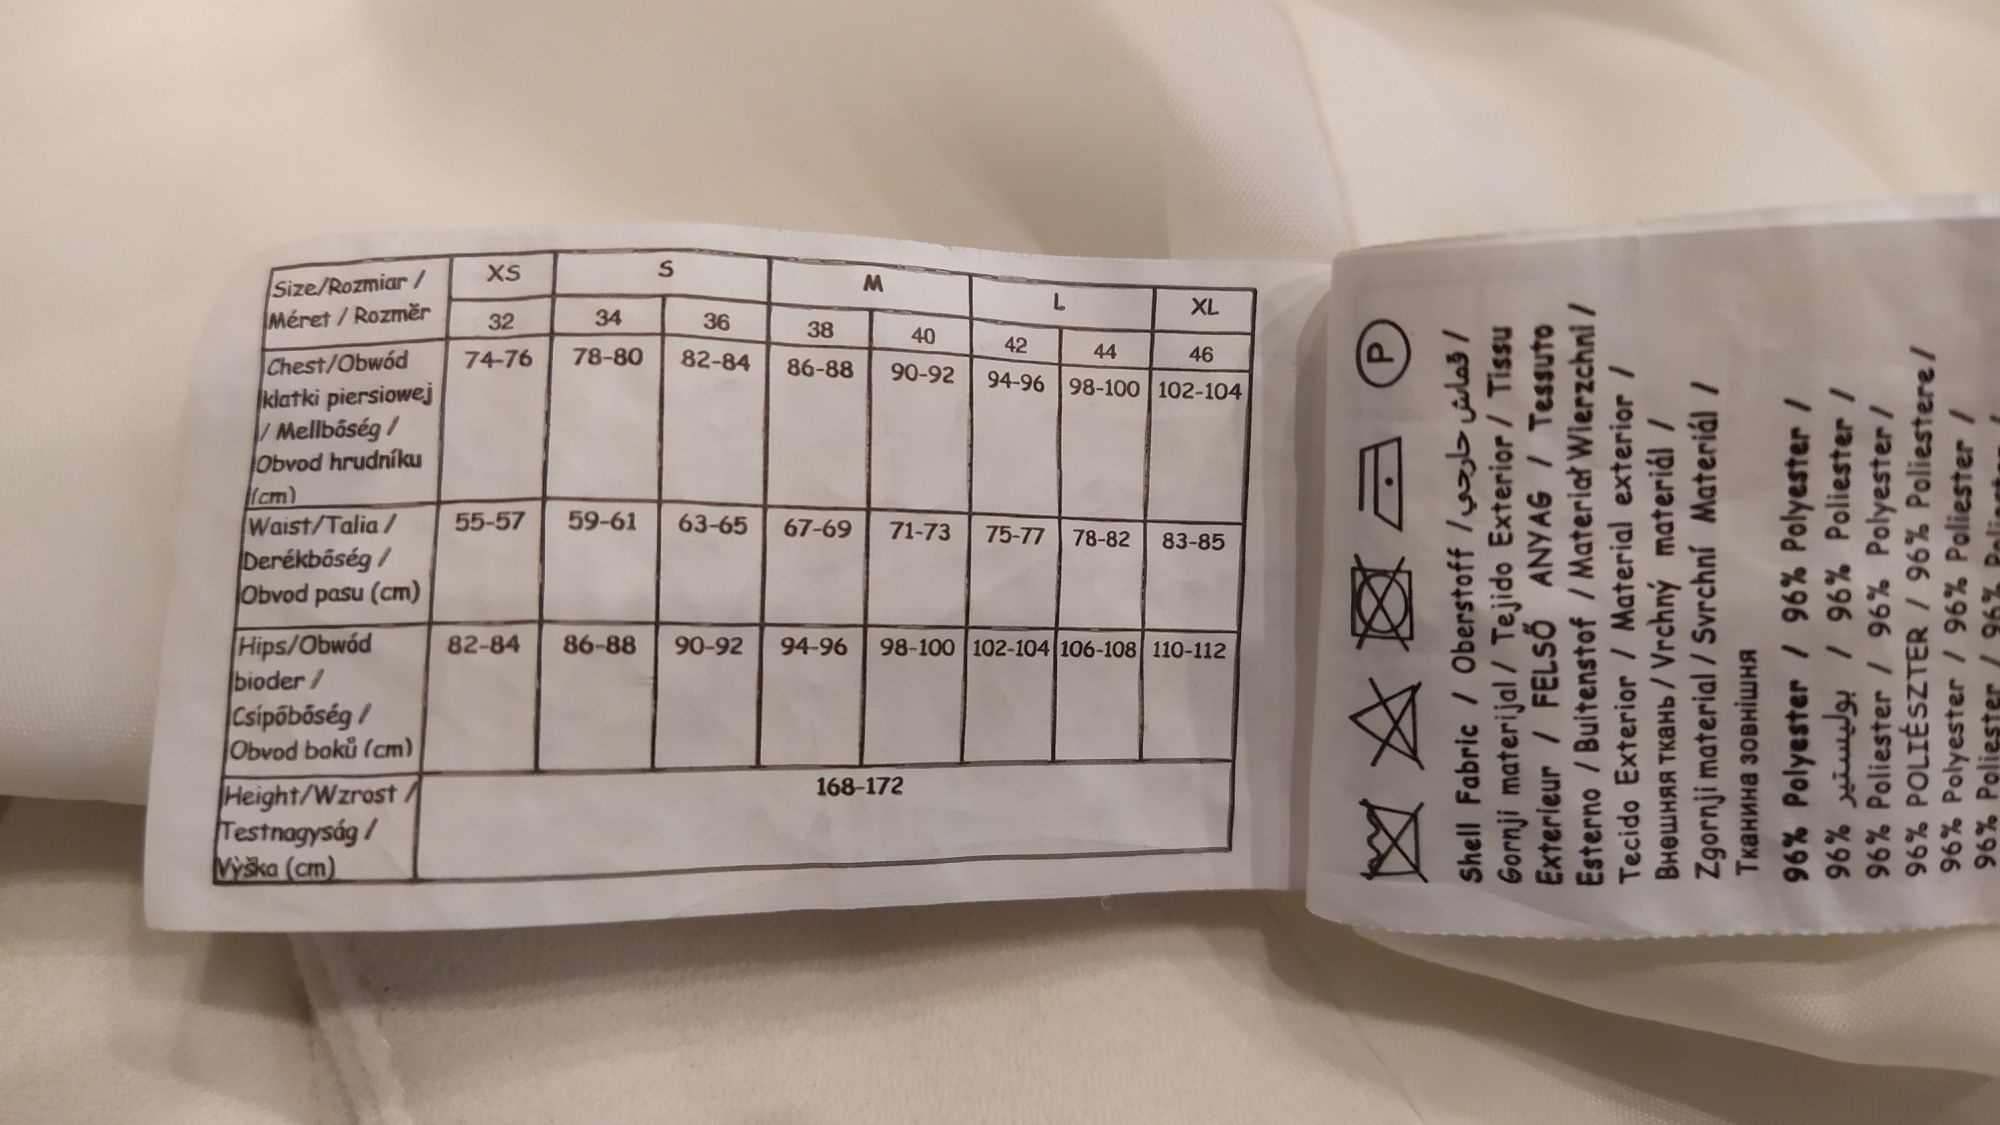 Size/Rozmiar / Méret / Rozměr XS S M L XL
32 34 36 38 40 42 44 46
Chest/Obwód klatki piersiowej / Mellbőség / Obvod hrudníku (cm) 74-76 78-80 82-84 86-88 90-92 94-96 98-100 102-104
Waist/Talia / Derékbőség / Obvod pasu (cm) 55-57 59-61 63-65 67-69 71-73 75-77 78-82 83-85
Hips/Obwód bioder / Csípőbőség / Obvod boků (cm) 82-84 86-88 90-92 94-96 98-100 102-104 106-108 110-112
Height/Wzrost / Testnagyság / Vỳška (cm) 168-172
P
Shell Fabric / Oberstoff / قماش خارجي /
Gornji materijal / Tejido Exterior / Tissu
Exterieur / FELSŐ ANYAG / Tessuto
Esterno / Buitenstof / Materiał Wierzchni /
Tecido Exterior / Material exterior /
Внешняя ткань / Vrchný materiál /
Zgornji material / Svrchní Materiál /
Тканина зовнішня
96% Polyester / 96% Polyester /
96% بوليستير / 96% Poliester /
96% Poliester / 96% Polyester /
96% POLIÉSZTER / 96% Poliestere /
96% Polyester / 96% Poliester /
96% Poliester / 96%